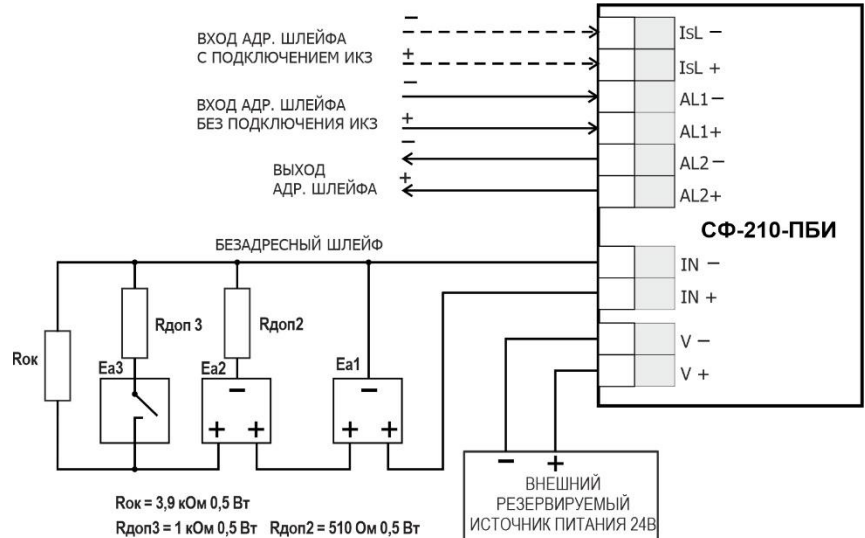 ВХОД АДР. ШЛЕЙФА
С ПОДКЛЮЧЕНИЕМ ИКЗ
−
+
IsL −
IsL +
ВХОД АДР. ШЛЕЙФА
БЕЗ ПОДКЛЮЧЕНИЯ ИКЗ
−
+
AL1−
AL1+
ВЫХОД
АДР. ШЛЕЙФА
−
+
AL2−
AL2+
СФ-210-ПБИ
БЕЗАДРЕСНЫЙ ШЛЕЙФ
IN −
IN +
V −
V +
Rок
Rдоп 3
Rдоп2
Ea3
Ea2
Ea1
−
+ +
−
+ +
− +
ВНЕШНИЙ
РЕЗЕРВИРУЕМЫЙ
ИСТОЧНИК ПИТАНИЯ 24В
Rок = 3,9 кОм 0,5 Вт
Rдоп3 = 1 кОм 0,5 Вт Rдоп2 = 510 Ом 0,5 Вт